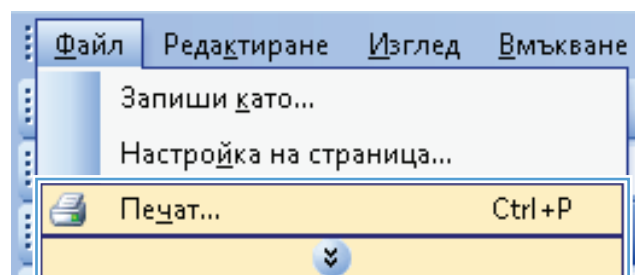 Файл Редактиране Изглед Вмъкване
Запиши като...
Настройка на страница...
Печат... Ctrl+P